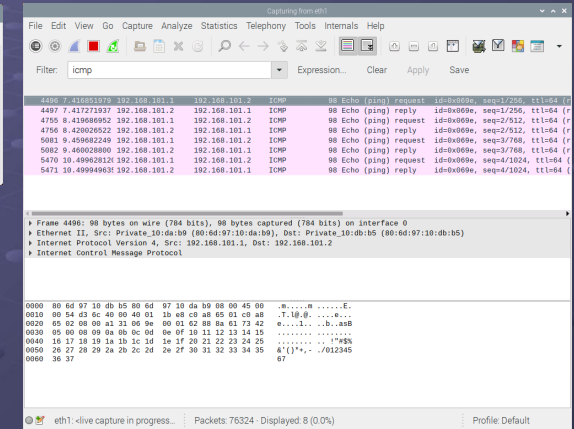 Capturing from eth1
File Edit View Go Capture Analyze Statistics Telephony Tools Internals Help
Filter: icmp Expression... Clear Apply Save
4496 7.416851970 192.168.101.1 192.168.101.2 ICMP 98 Echo (ping) request id=0x069e, seq=1/256, ttl=64 (r
4497 7.417271937 192.168.101.2 192.168.101.1 ICMP 98 Echo (ping) reply id=0x069e, seq=1/256, ttl=64 (r
4755 8.419686952 192.168.101.1 192.168.101.2 ICMP 98 Echo (ping) request id=0x069e, seq=2/512, ttl=64 (r
4756 8.420026522 192.168.101.2 192.168.101.1 ICMP 98 Echo (ping) reply id=0x069e, seq=2/512, ttl=64 (r
5081 9.459682249 192.168.101.1 192.168.101.2 ICMP 98 Echo (ping) request id=0x069e, seq=3/768, ttl=64 (r
5082 9.460028800 192.168.101.2 192.168.101.1 ICMP 98 Echo (ping) reply id=0x069e, seq=3/768, ttl=64 (r
5470 10.49962812( 192.168.101.1 192.168.101.2 ICMP 98 Echo (ping) request id=0x069e, seq=4/1024, ttl=64 (
5471 10.49994963! 192.168.101.2 192.168.101.1 ICMP 98 Echo (ping) reply id=0x069e, seq=4/1024, ttl=64 (
Frame 4496: 98 bytes on wire (784 bits), 98 bytes captured (784 bits) on interface 0
Ethernet II, Src: Private_10:da:b9 (80:6d:97:10:da:b9), Dst: Private_10:db:b5 (80:6d:97:10:db:b5)
Internet Protocol Version 4, Src: 192.168.101.1, Dst: 192.168.101.2
Internet Control Message Protocol
0000 80 6d 97 10 db b5 80 6d 97 10 da b9 08 00 45 00 .m.....m ......E.
0010 00 54 d3 6c 40 00 40 01 1b e8 c0 a8 65 01 c0 a8 .T.l@.@. ....e...
0020 65 02 08 00 a1 31 06 9e 00 01 62 88 8a 61 73 42 e....1.. ..b..asB
0030 05 00 08 09 0a 0b 0c 0d 0e 0f 10 11 12 13 14 15 ........ ........
0040 16 17 18 19 1a 1b 1c 1d 1e 1f 20 21 22 23 24 25 ........ .. !"#$%
0050 26 27 28 29 2a 2b 2c 2d 2e 2f 30 31 32 33 34 35 &'()*+,- ./012345
0060 36 37 67
eth1: <live capture in progress... Packets: 76324 · Displayed: 8 (0.0%) Profile: Default